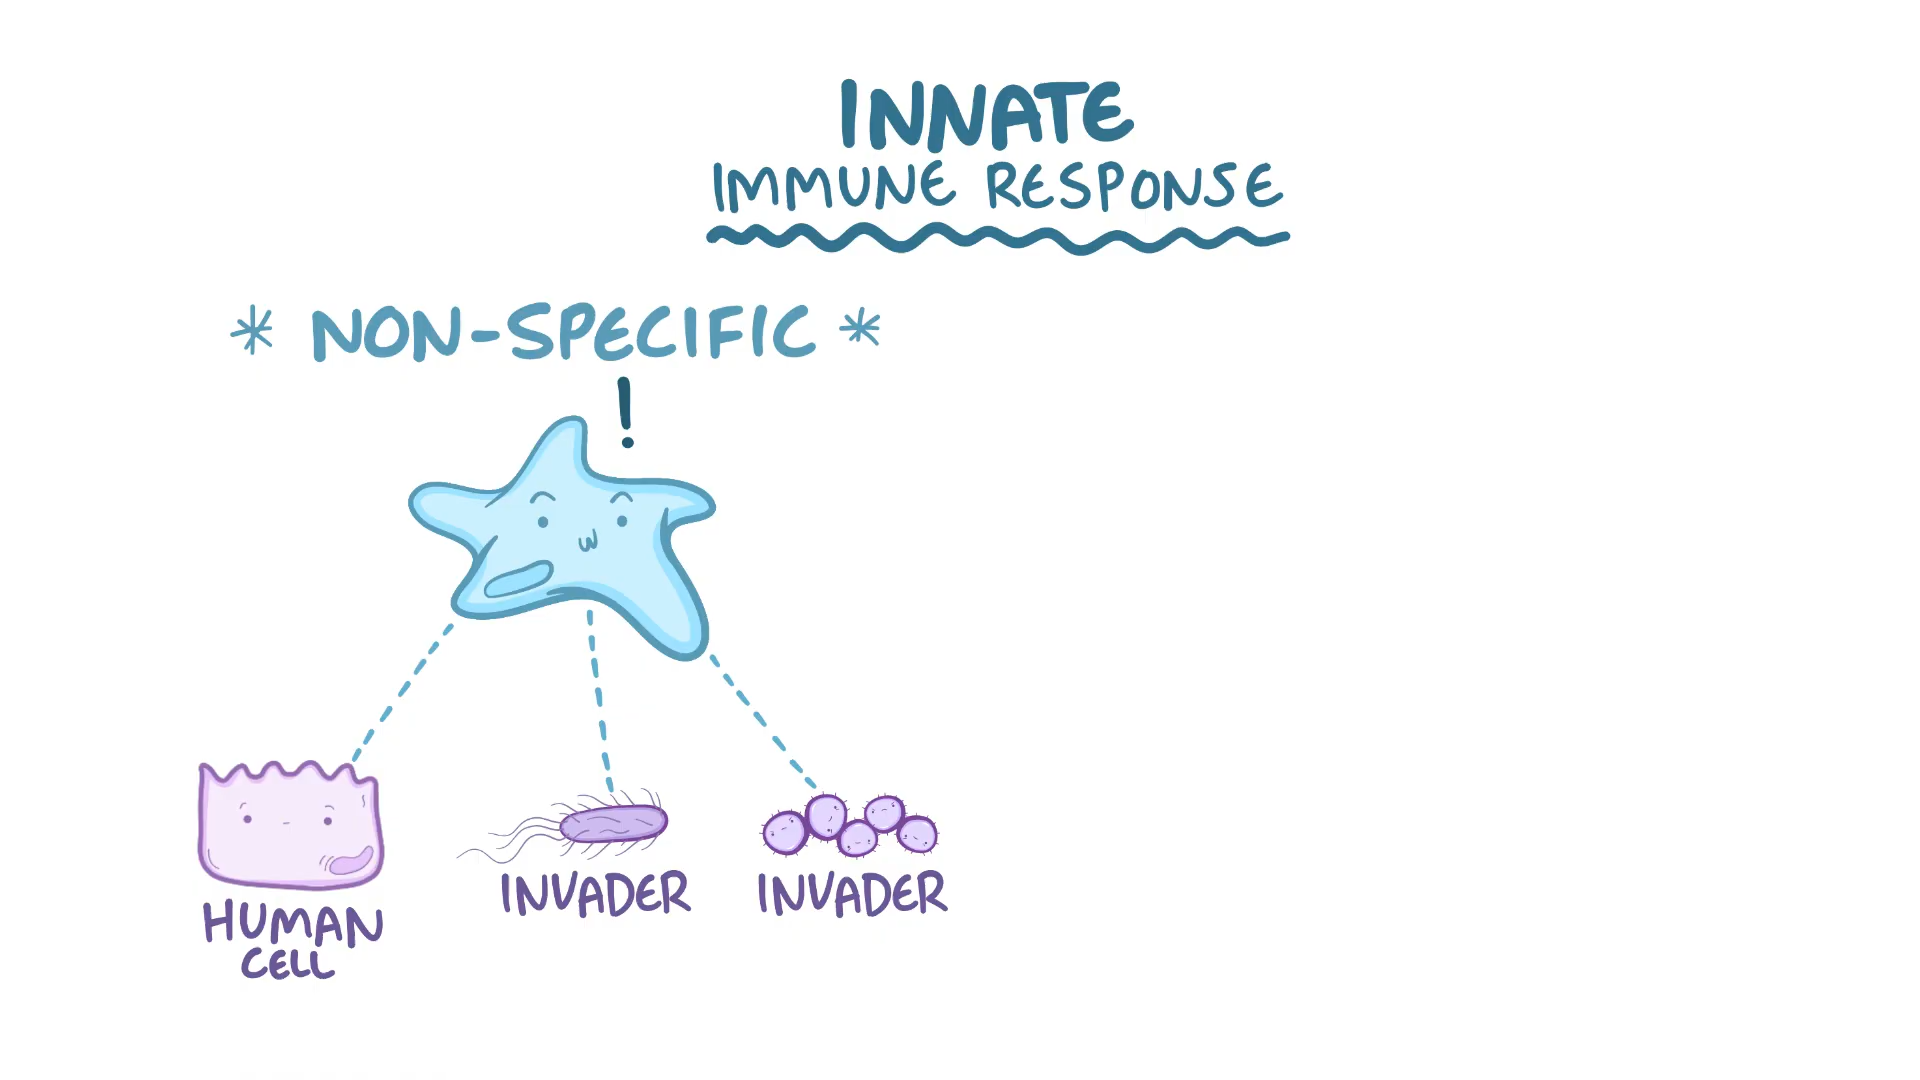 INNATE
IMMUNE RESPONSE
* NON-SPECIFIC *
!
HUMAN
CELL
INVADER
INVADER